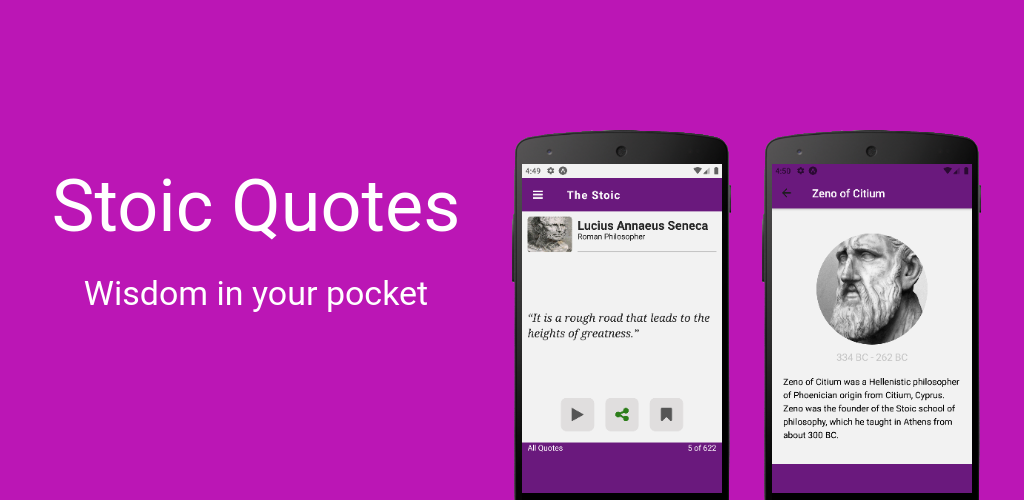 Stoic Quotes
Wisdom in your pocket
4:49
The Stoic
Lucius Annaeus Seneca
Roman Philosopher
“It is a rough road that leads to the
heights of greatness.”
All Quotes 5 of 622
4:50
Zeno of Citium
334 BC - 262 BC
Zeno of Citium was a Hellenistic philosopher
of Phoenician origin from Citium, Cyprus.
Zeno was the founder of the Stoic school of
philosophy, which he taught in Athens from
about 300 BC.